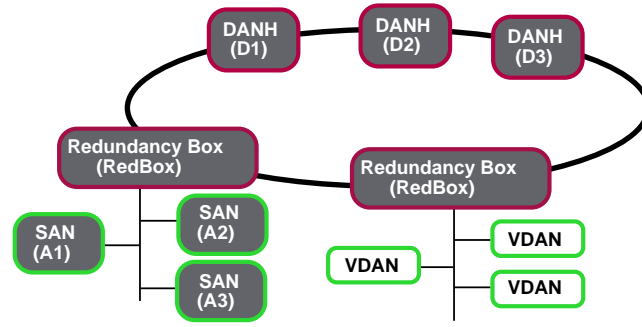 DANH
(D1)
DANH
(D2)
DANH
(D3)
Redundancy Box
(RedBox)
Redundancy Box
(RedBox)
SAN
(A1)
SAN
(A2)
SAN
(A3)
VDAN
VDAN
VDAN